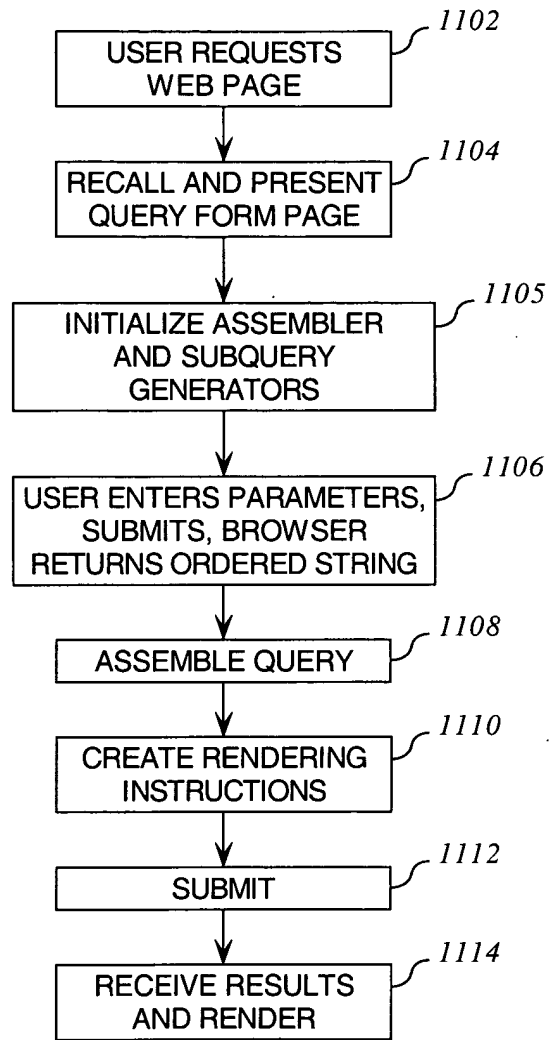 1102
USER REQUESTS
WEB PAGE
1104
RECALL AND PRESENT
QUERY FORM PAGE
1105
INITIALIZE ASSEMBLER
AND SUBQUERY
GENERATORS
1106
USER ENTERS PARAMETERS,
SUBMITS, BROWSER
RETURNS ORDERED STRING
1108
ASSEMBLE QUERY
1110
CREATE RENDERING
INSTRUCTIONS
1112
SUBMIT
1114
RECEIVE RESULTS
AND RENDER